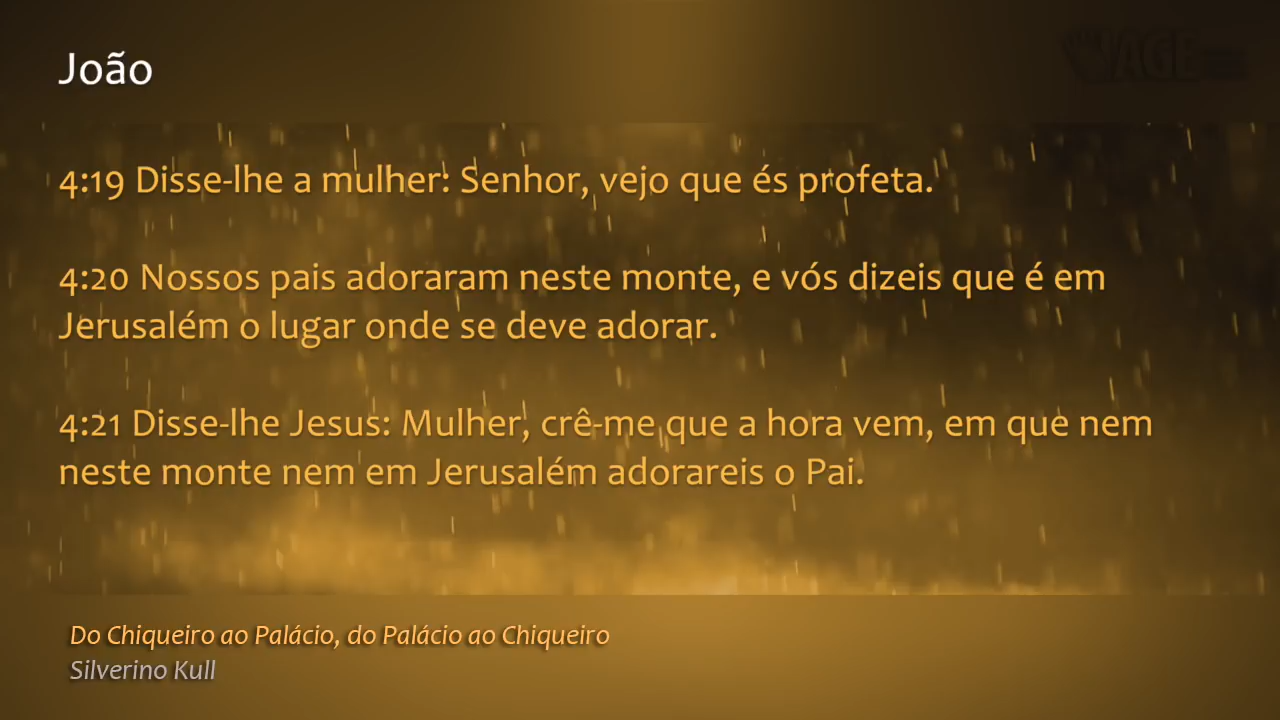 João
4:19 Disse-lhe a mulher: Senhor, vejo que és profeta.
4:20 Nossos pais adoraram neste monte, e vós dizeis que é em
Jerusalém o lugar onde se deve adorar.
4:21 Disse-lhe Jesus: Mulher, crê-me que a hora vem, em que nem
neste monte nem em Jerusalém adorareis o Pai.
Do Chiqueiro ao Palácio, do Palácio ao Chiqueiro
Silverino Kull